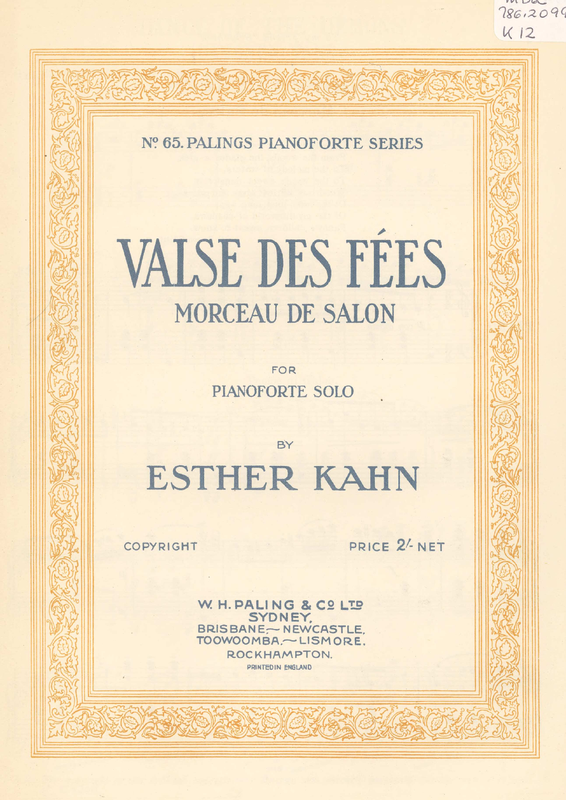 786.2099
K 12
No. 65. PALINGS PIANOFORTE SERIES
VALSE DES FÉES
MORCEAU DE SALON
FOR
PIANOFORTE SOLO
BY
ESTHER KAHN
COPYRIGHT PRICE 2/- NET
W. H. PALING & CO LTD
SYDNEY,
BRISBANE,~ NEWCASTLE,
TOOWOOMBA,~ LISMORE,
ROCKHAMPTON.
PRINTED IN ENGLAND